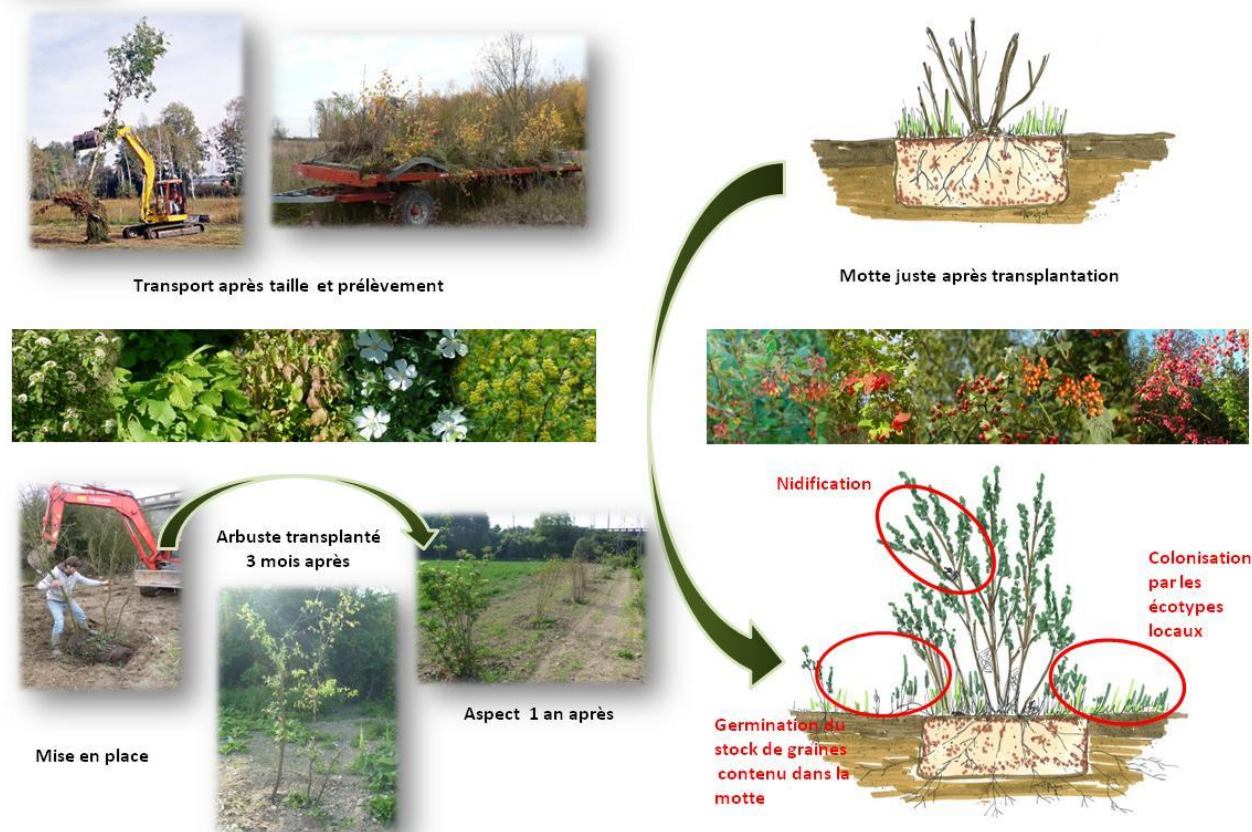 Transport après taille et prélèvement
Motte juste après transplantation
Nidification
Arbuste transplanté
3 mois après
Colonisation
par les
écotypes
locaux
Aspect 1 an après
Mise en place
Germination du
stock de graines
contenu dans la
motte